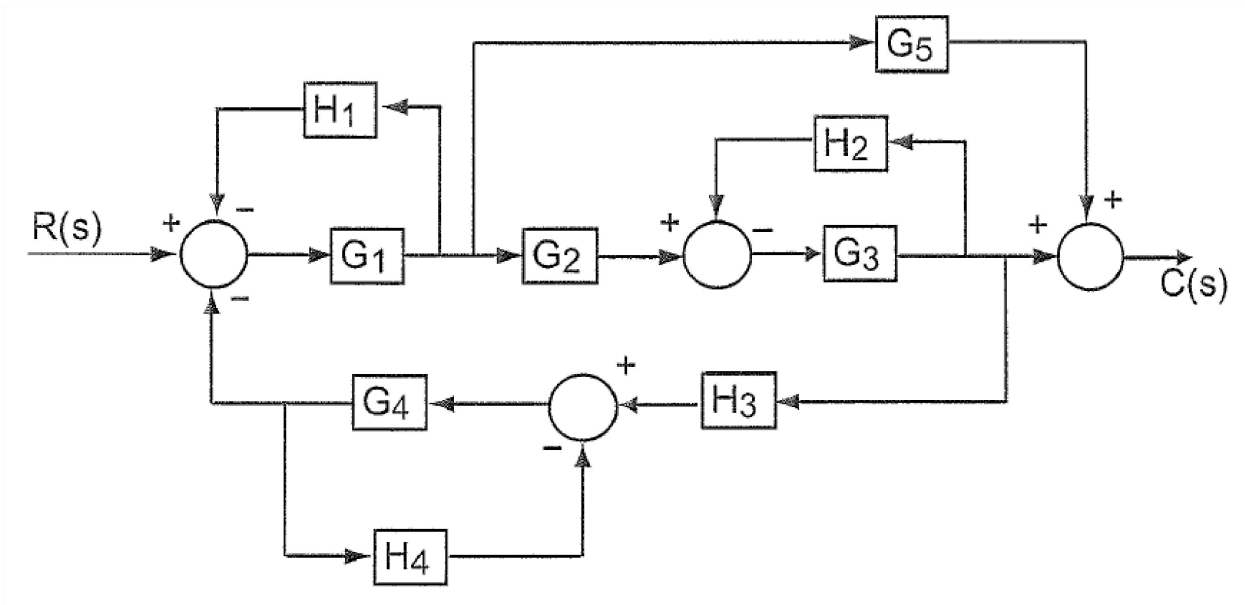 G5
H1
H2
+ − + − + +
R(s) G1 G2 G3 C(s)
−
+
G4 H3
−
H4